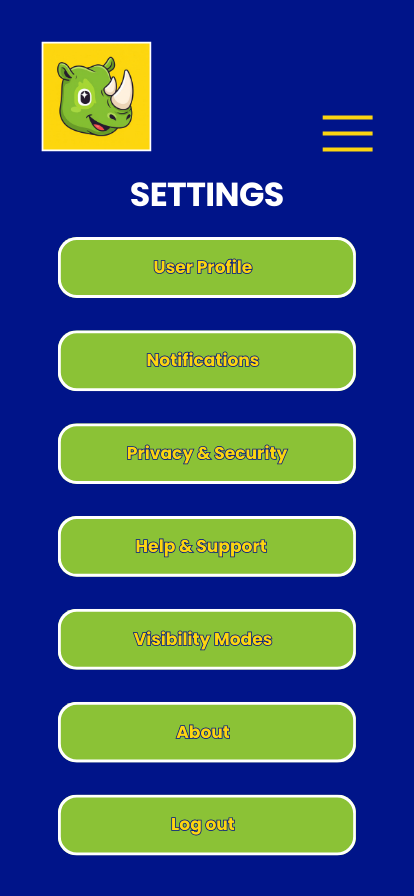 SETTINGS
User Profile
Notifications
Privacy & Security
Help & Support
Visibility Modes
About
Log out